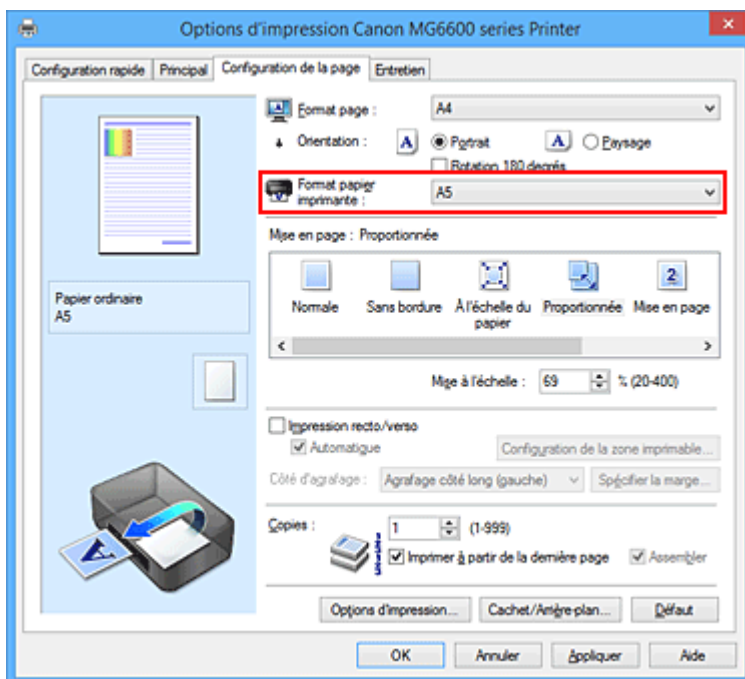 Options d'impression Canon MG6600 series Printer
Configuration rapide
Principal
Configuration de la page
Entretien
Format page :
A4
Orientation :
A
Portrait
A
Paysage
Rotation 180 degrés
Format papier
imprimante :
A5
Mise en page : Proportionnée
Papier ordinaire
A5
2
Normale
Sans bordure
À l'échelle du
papier
Proportionnée
Mise en page
Mise à l'échelle :
69
% (20-400)
Impression recto/verso
Automatique
Configuration de la zone imprimable...
Côté d'agrafage :
Agrafage côté long (gauche)
Spécifier la marge...
Copies :
1
(1-999)
Imprimer à partir de la dernière page
Assembler
A
Options d'impression...
Cachet/Arrière-plan...
Défaut
OK
Annuler
Appliquer
Aide